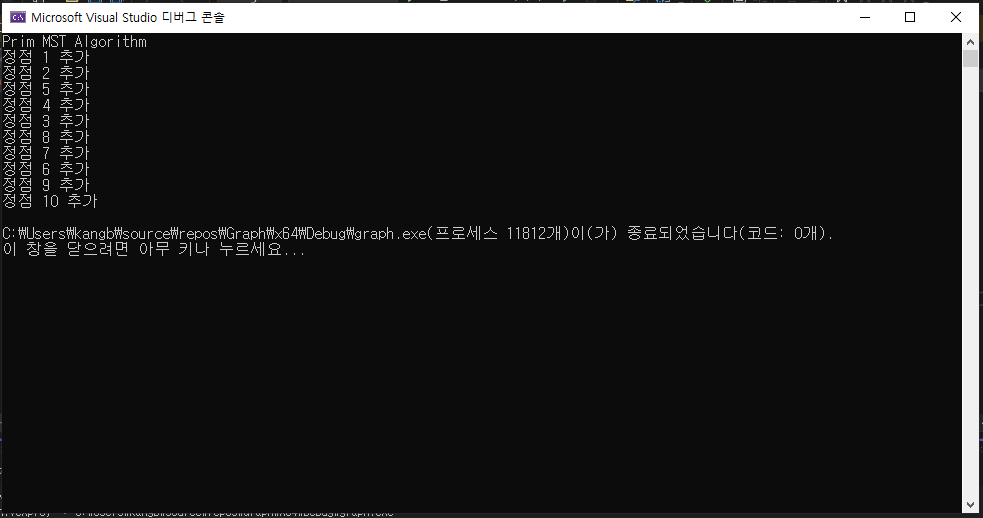 Microsoft Visual Studio 디버그 콘솔
Prim MST Algorithm
정점 1 추가
정점 2 추가
정점 5 추가
정점 4 추가
정점 3 추가
정점 8 추가
정점 7 추가
정점 6 추가
정점 9 추가
정점 10 추가
C:₩Users₩kangb₩source₩repos₩Graph₩x64₩Debug₩graph.exe(프로세스 11812개)이(가) 종료되었습니다(코드: 0개).
이 창을 닫으려면 아무 키나 누르세요...